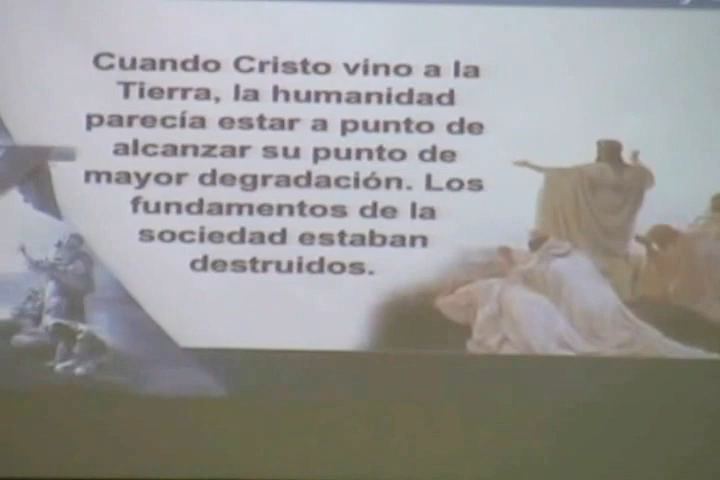 Cuando Cristo vino a la
Tierra, la humanidad
parecía estar a punto de
alcanzar su punto de
mayor degradación. Los
fundamentos de la
sociedad estaban
destruidos.